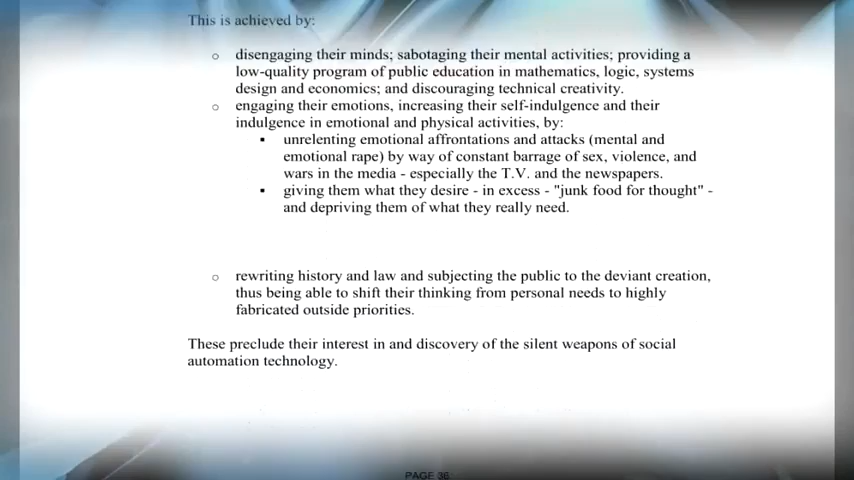 This is achieved by:
o disengaging their minds; sabotaging their mental activities; providing a
low-quality program of public education in mathematics, logic, systems
design and economics; and discouraging technical creativity.
o engaging their emotions, increasing their self-indulgence and their
indulgence in emotional and physical activities, by:
▪ unrelenting emotional affrontations and attacks (mental and
emotional rape) by way of constant barrage of sex, violence, and
wars in the media - especially the T.V. and the newspapers.
▪ giving them what they desire - in excess - "junk food for thought" -
and depriving them of what they really need.
o rewriting history and law and subjecting the public to the deviant creation,
thus being able to shift their thinking from personal needs to highly
fabricated outside priorities.
These preclude their interest in and discovery of the silent weapons of social
automation technology.
PAGE 36